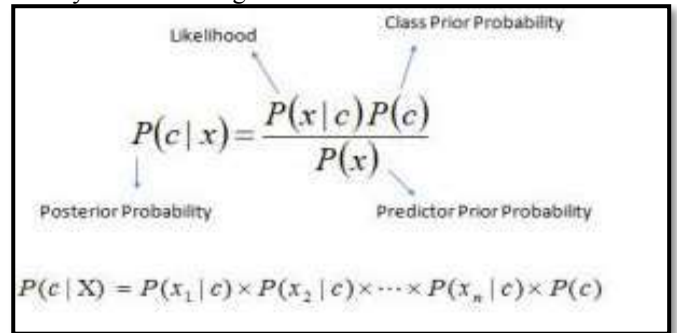 Likelihood
Class Prior Probability
P(c | x) = P(x | c)P(c) / P(x)
Posterior Probability
Predictor Prior Probability
P(c | X) = P(x₁ | c) × P(x₂ | c) × ··· × P(xₙ | c) × P(c)